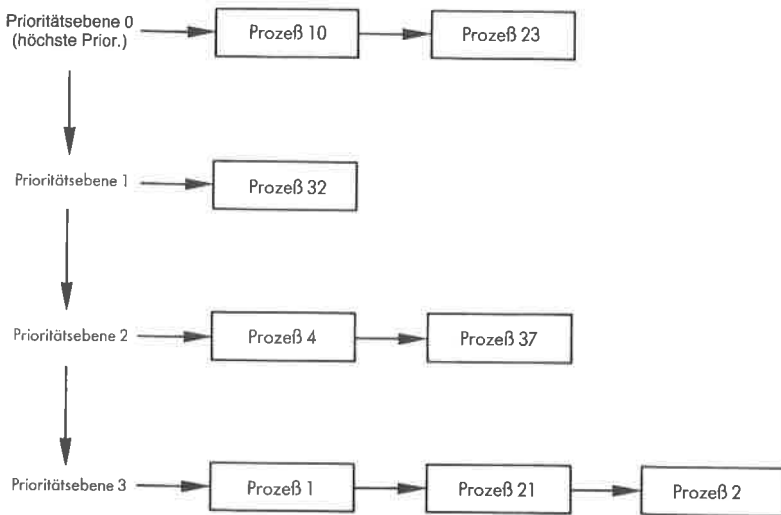 Prioritätsebene 0
(höchste Prior.)
Prozeß 10
Prozeß 23
Prioritätsebene 1
Prozeß 32
Prioritätsebene 2
Prozeß 4
Prozeß 37
Prioritätsebene 3
Prozeß 1
Prozeß 21
Prozeß 2